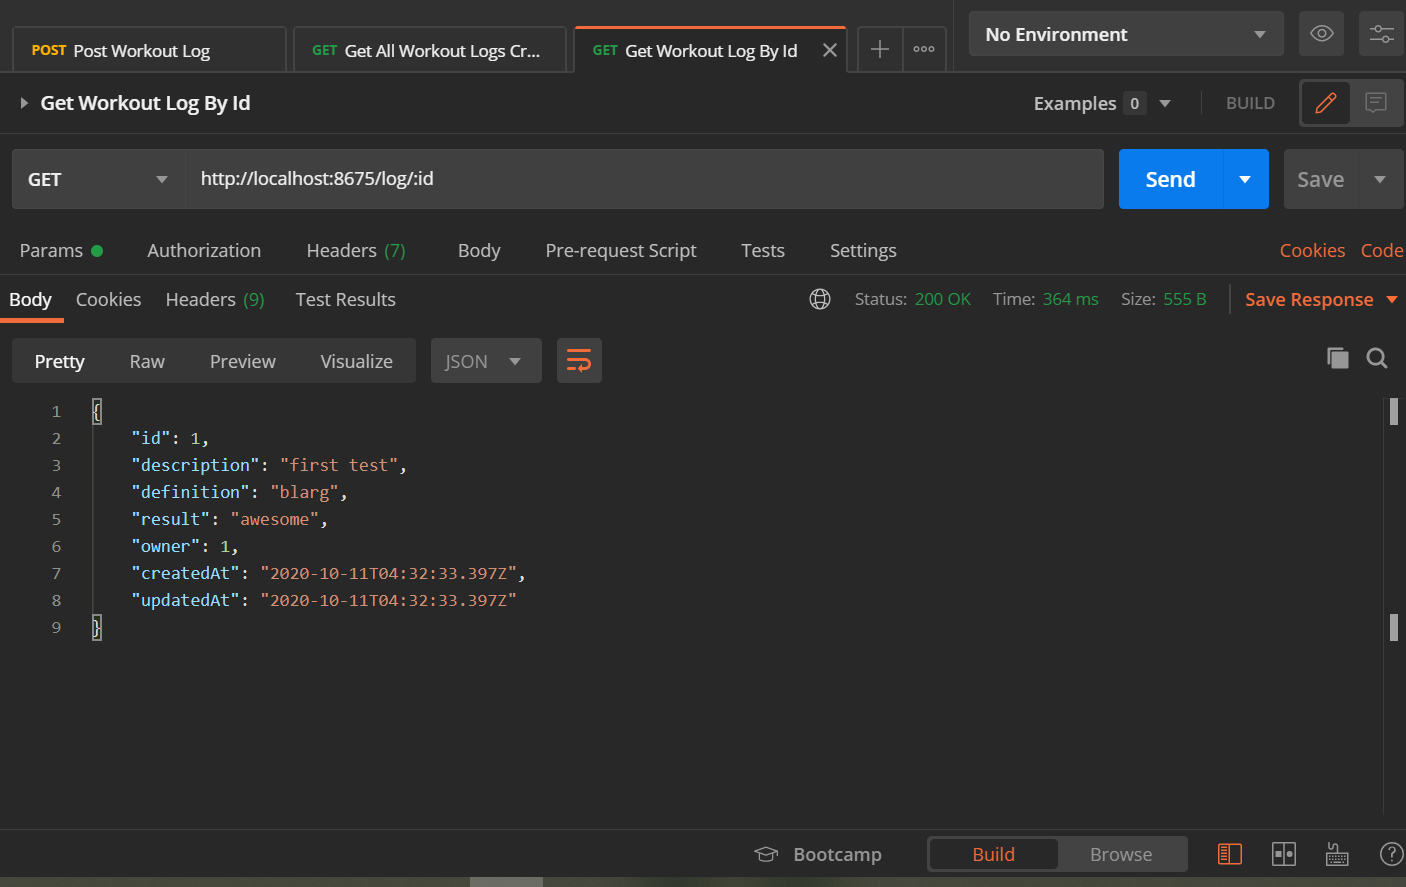 POST Post Workout Log
GET Get All Workout Logs Cr...
GET Get Workout Log By Id
No Environment
Get Workout Log By Id
Examples 0
BUILD
GET
http://localhost:8675/log/:id
Send
Save
Params
Authorization
Headers (7)
Body
Pre-request Script
Tests
Settings
Cookies
Code
Body
Cookies
Headers (9)
Test Results
Status: 200 OK
Time: 364 ms
Size: 555 B
Save Response
Pretty
Raw
Preview
Visualize
JSON
1 {
2 "id": 1,
3 "description": "first test",
4 "definition": "blarg",
5 "result": "awesome",
6 "owner": 1,
7 "createdAt": "2020-10-11T04:32:33.397Z",
8 "updatedAt": "2020-10-11T04:32:33.397Z"
9 }
Bootcamp
Build
Browse